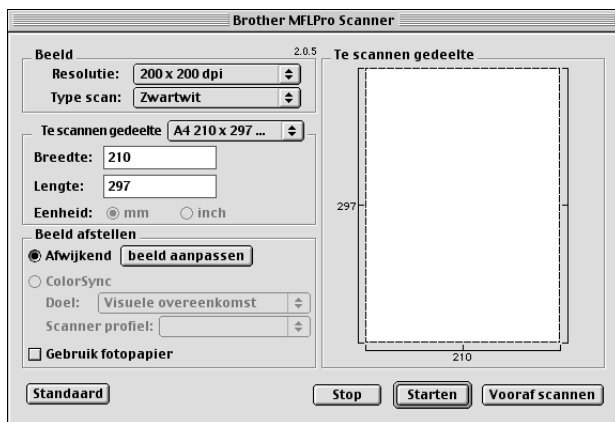 Brother MFLPro Scanner
Beeld 2.0.5
Resolutie: 200 x 200 dpi
Type scan: Zwartwit
Te scannen gedeelte A4 210 x 297 ...
Breedte: 210
Lengte: 297
Eenheid: mm inch
Beeld afstellen
Afwijkend beeld aanpassen
ColorSync
Doel: Visuele overeenkomst
Scanner profiel:
Gebruik fotopapier
Te scannen gedeelte
297
210
Standaard Stop Starten Vooraf scannen